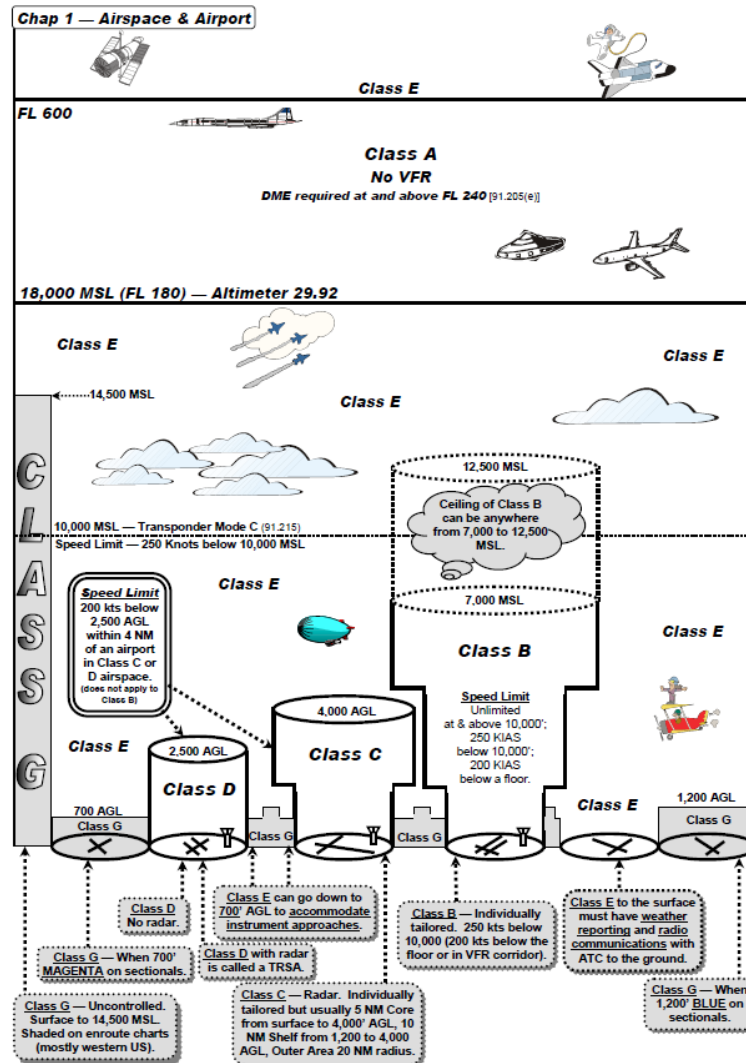 Chap 1 — Airspace & Airport
Class E
FL 600
Class A
No VFR
DME required at and above FL 240 [91.205(e)]
18,000 MSL (FL 180) — Altimeter 29.92
Class E
Class E
Class E
14,500 MSL
CLASS G
12,500 MSL
Ceiling of Class B
can be anywhere
from 7,000 to 12,500
MSL.
10,000 MSL — Transponder Mode C (91.215)
Speed Limit — 250 Knots below 10,000 MSL
Class E
Speed Limit
200 kts below
2,500 AGL
within 4 NM
of an airport
in Class C or
D airspace.
(does not apply to
Class B)
7,000 MSL
Class B
Class E
Speed Limit
Unlimited
at & above 10,000';
250 KIAS
below 10,000';
200 KIAS
below a floor.
4,000 AGL
Class C
Class E
2,500 AGL
Class D
Class E
700 AGL
Class G
Class G
Class G
1,200 AGL
Class G
Class D
No radar.
Class E can go down to
700' AGL to accommodate
instrument approaches.
Class B — Individually
tailored. 250 kts below
10,000 (200 kts below the
floor or in VFR corridor).
Class E to the surface
must have weather
reporting and radio
communications with
ATC to the ground.
Class G — When 700'
MAGENTA on sectionals.
Class D with radar
is called a TRSA.
Class G — When
1,200' BLUE on
sectionals.
Class G — Uncontrolled.
Surface to 14,500 MSL.
Shaded on enroute charts
(mostly western US).
Class C — Radar. Individually
tailored but usually 5 NM Core
from surface to 4,000' AGL, 10
NM Shelf from 1,200 to 4,000
AGL, Outer Area 20 NM radius.